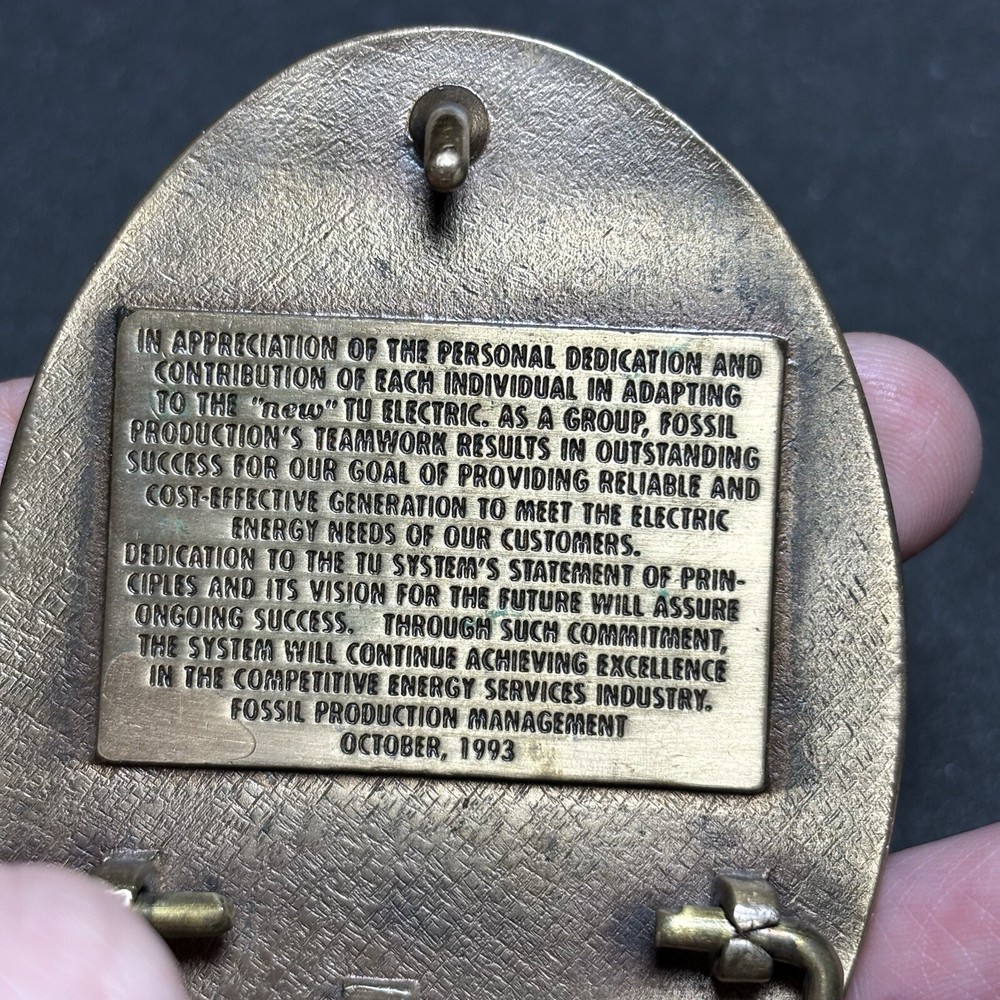 IN APPRECIATION OF THE PERSONAL DEDICATION AND
CONTRIBUTION OF EACH INDIVIDUAL IN ADAPTING
TO THE "new" TU ELECTRIC. AS A GROUP, FOSSIL
PRODUCTION'S TEAMWORK RESULTS IN OUTSTANDING
SUCCESS FOR OUR GOAL OF PROVIDING RELIABLE AND
COST-EFFECTIVE GENERATION TO MEET THE ELECTRIC
ENERGY NEEDS OF OUR CUSTOMERS.
DEDICATION TO THE TU SYSTEM'S STATEMENT OF PRIN-
CIPLES AND ITS VISION FOR THE FUTURE WILL ASSURE
ONGOING SUCCESS. THROUGH SUCH COMMITMENT,
THE SYSTEM WILL CONTINUE ACHIEVING EXCELLENCE
IN THE COMPETITIVE ENERGY SERVICES INDUSTRY.
FOSSIL PRODUCTION MANAGEMENT
OCTOBER, 1993